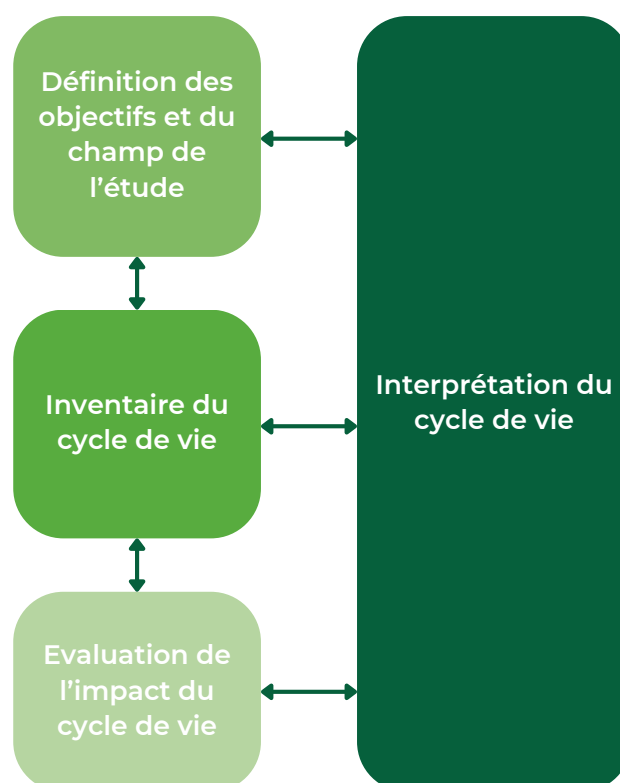 Définition des
objectifs et du
champ de
l’étude
Inventaire du
cycle de vie
Interprétation du
cycle de vie
Evaluation de
l’impact du
cycle de vie